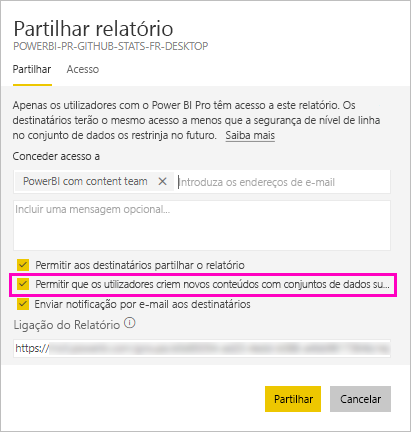 Partilhar relatório
POWERBI-PR-GITHUB-STATS-FR-DESKTOP
Partilhar Acesso
Apenas os utilizadores com o Power BI Pro têm acesso a este relatório. Os
destinatários terão o mesmo acesso a menos que a segurança de nível de linha
no conjunto de dados os restrinja no futuro. Saiba mais
Conceder acesso a
PowerBI com content team Introduza os endereços de e-mail
Incluir uma mensagem opcional...
Permitir aos destinatários partilhar o relatório
Permitir que os utilizadores criem novos conteúdos com conjuntos de dados su...
Enviar notificação por e-mail aos destinatários
Ligação do Relatório
https://
Partilhar Cancelar